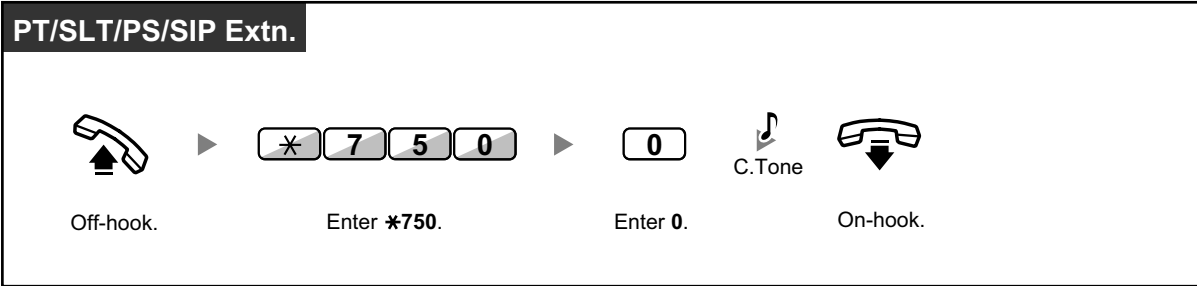 PT/SLT/PS/SIP Extn.
* 7 5 0 0
C.Tone
Off-hook. Enter *750. Enter 0. On-hook.